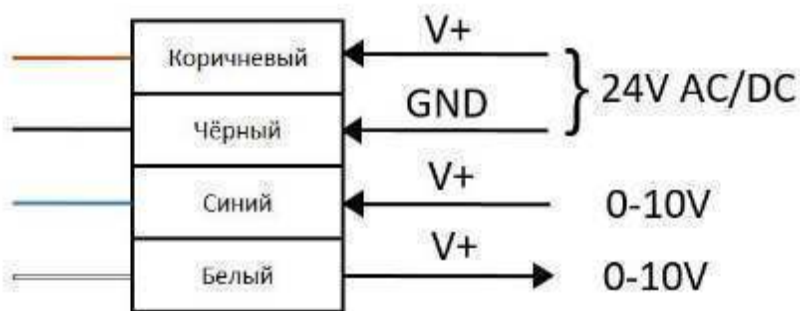 Коричневый
V+
Чёрный
GND
24V AC/DC
Синий
V+
0-10V
Белый
V+
0-10V